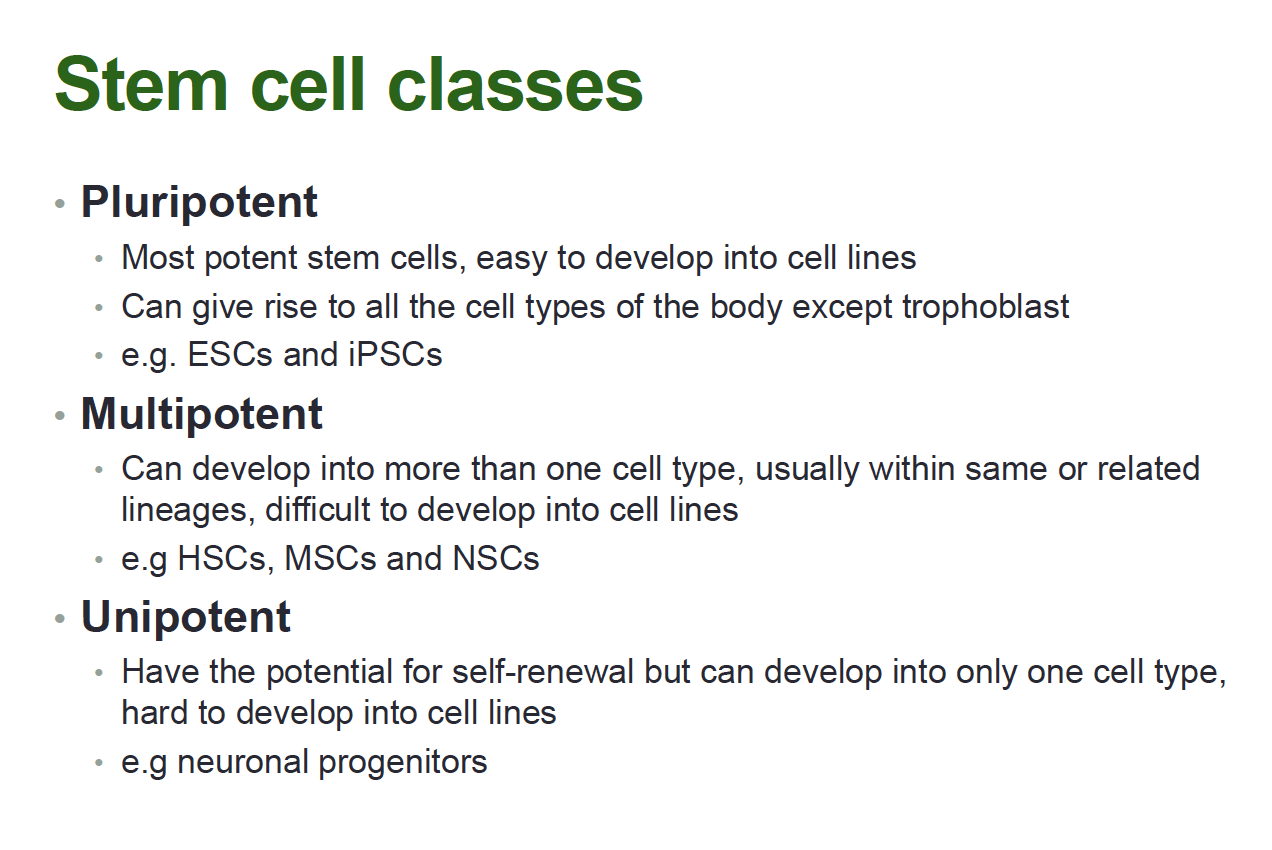 Stem cell classes
• Pluripotent
• Most potent stem cells, easy to develop into cell lines
• Can give rise to all the cell types of the body except trophoblast
• e.g. ESCs and iPSCs
• Multipotent
• Can develop into more than one cell type, usually within same or related
lineages, difficult to develop into cell lines
• e.g HSCs, MSCs and NSCs
• Unipotent
• Have the potential for self-renewal but can develop into only one cell type,
hard to develop into cell lines
• e.g neuronal progenitors